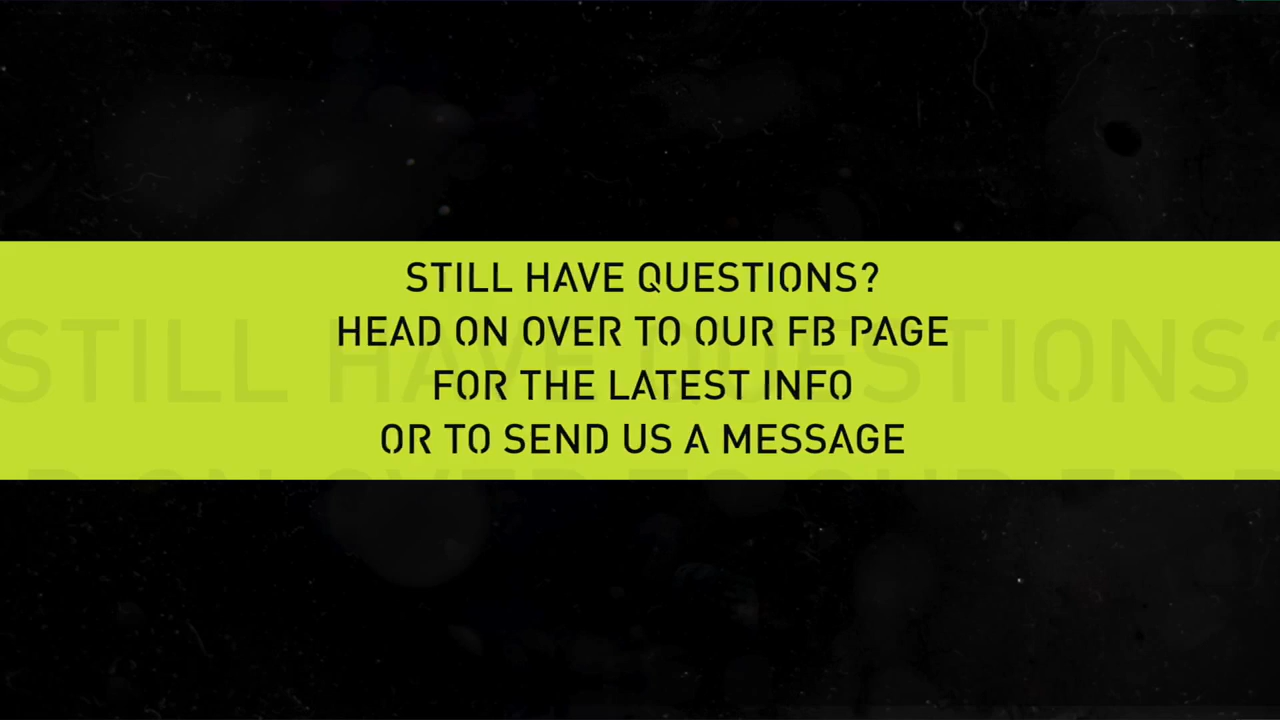 STILL HAVE QUESTIONS?
HEAD ON OVER TO OUR FB PAGE
FOR THE LATEST INFO
OR TO SEND US A MESSAGE